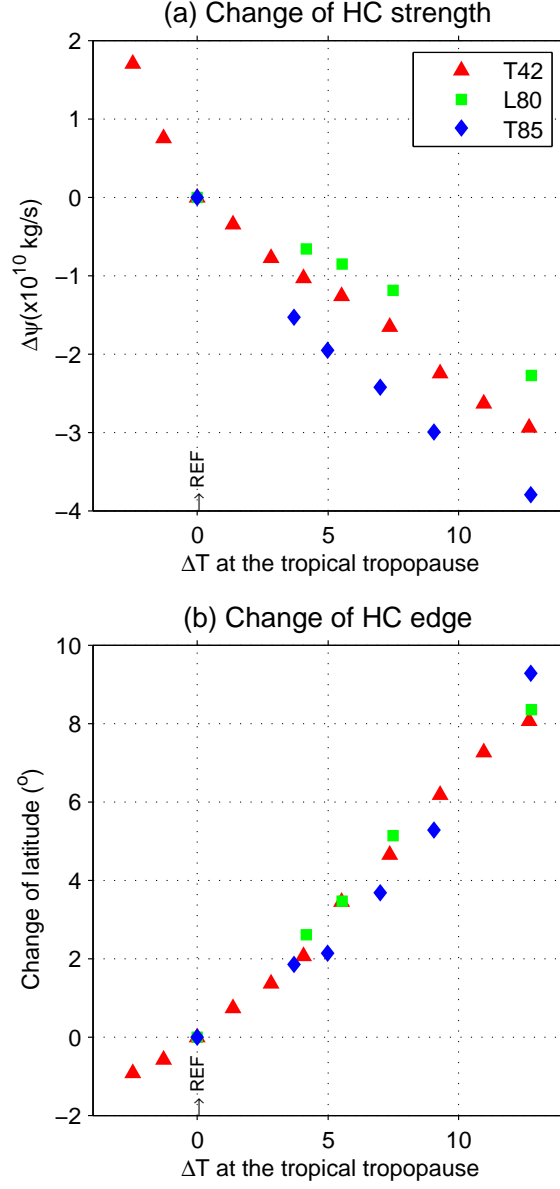 (a) Change of HC strength
2
1
0
−1
−2
−3
−4
Δψ(x10^10 kg/s)
T42
L80
T85
→REF
0
5
10
ΔT at the tropical tropopause
(b) Change of HC edge
10
8
6
4
2
0
−2
Change of latitude (°)
→REF
0
5
10
ΔT at the tropical tropopause